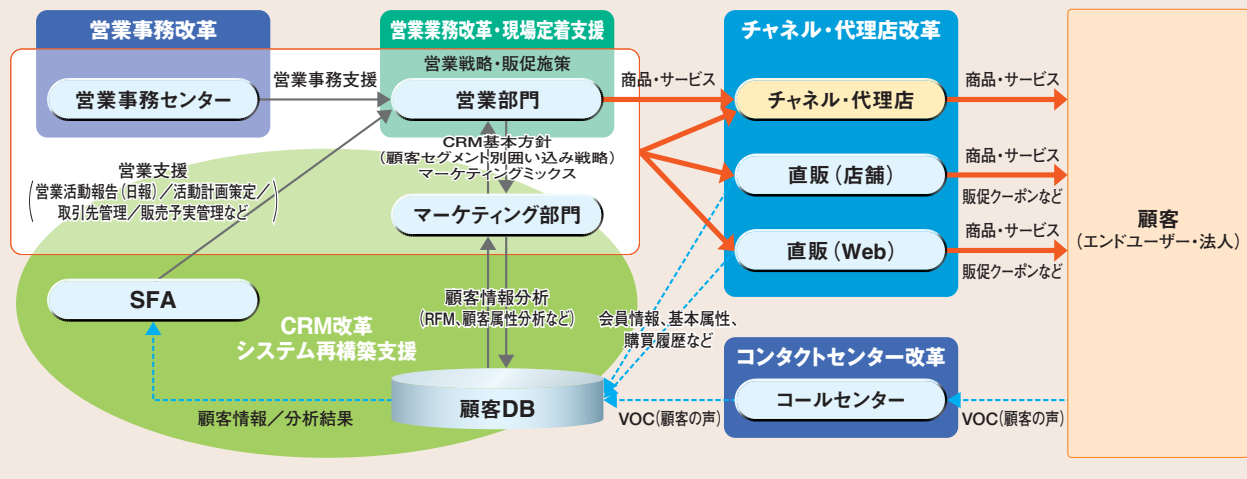 営業事務改革
営業事務センター
営業事務支援
営業業務改革・現場定着支援
営業戦略・販促施策
営業部門
商品・サービス
チャネル・代理店改革
チャネル・代理店
商品・サービス
直販（店舗）
商品・サービス
販促クーポンなど
直販（Web）
商品・サービス
販促クーポンなど
顧客
（エンドユーザー・法人）
CRM基本方針
（顧客セグメント別囲い込み戦略）
マーケティングミックス
マーケティング部門
営業支援
（営業活動報告（日報）／活動計画策定／
取引先管理／販売予実管理など）
SFA
CRM改革
システム再構築支援
顧客情報分析
（RFM、顧客属性分析など）
会員情報、基本属性、
購買履歴など
顧客情報／分析結果
顧客DB
VOC（顧客の声）
コンタクトセンター改革
コールセンター
VOC（顧客の声）